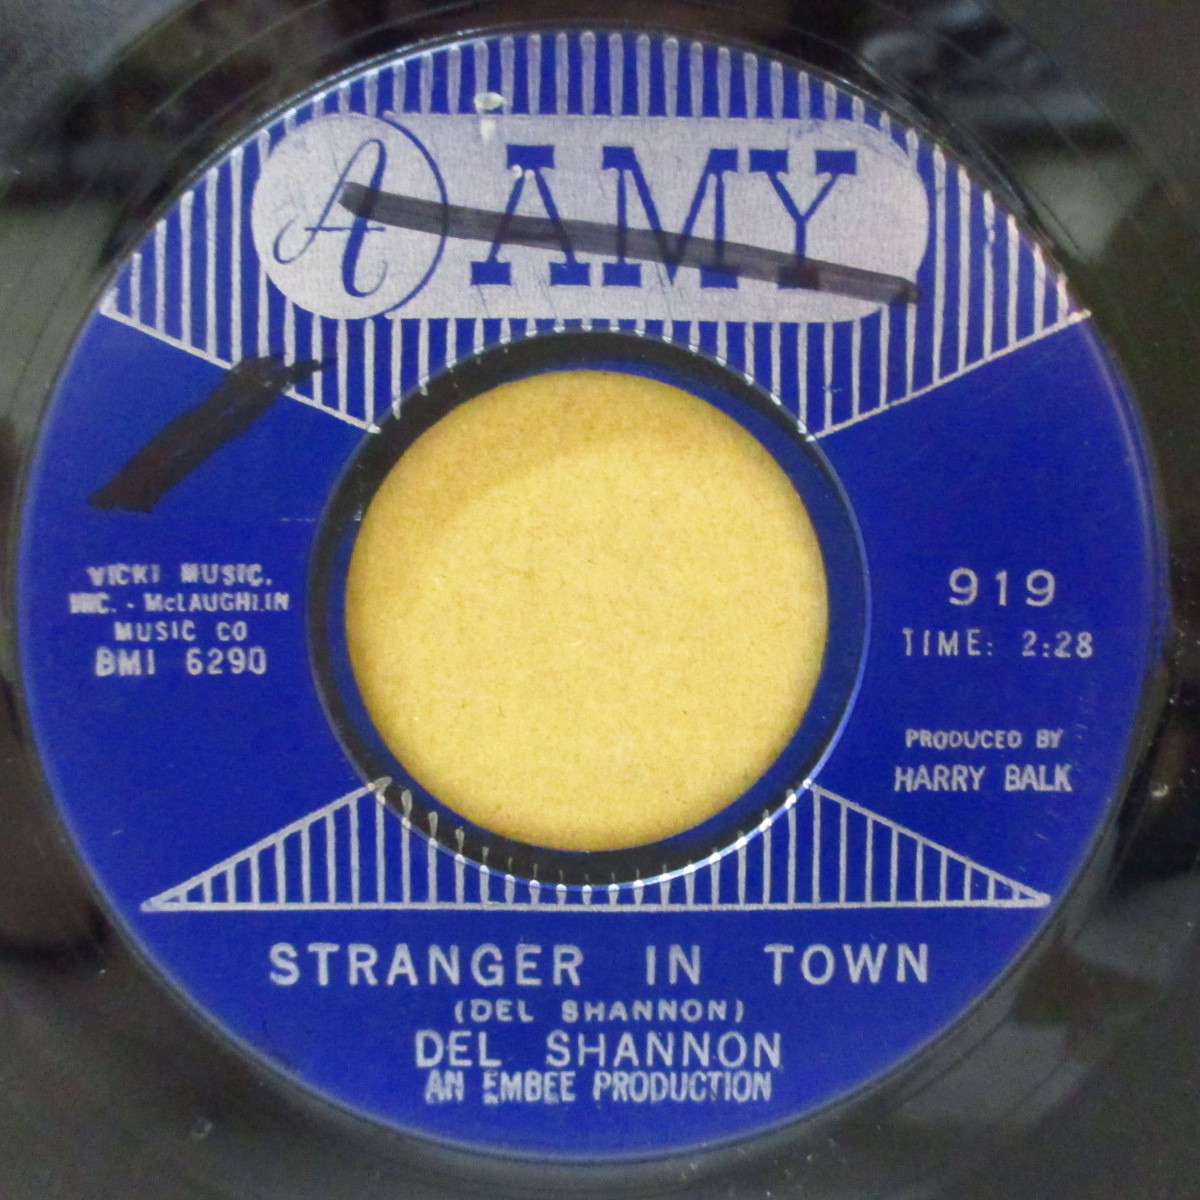 A AMY
VICKI MUSIC.
INC. - McLAUGHLIN
MUSIC CO
BMI 6290
919
TIME: 2:28
PRODUCED BY
HARRY BALK
STRANGER IN TOWN
(DEL SHANNON)
DEL SHANNON
AN EMBEE PRODUCTION